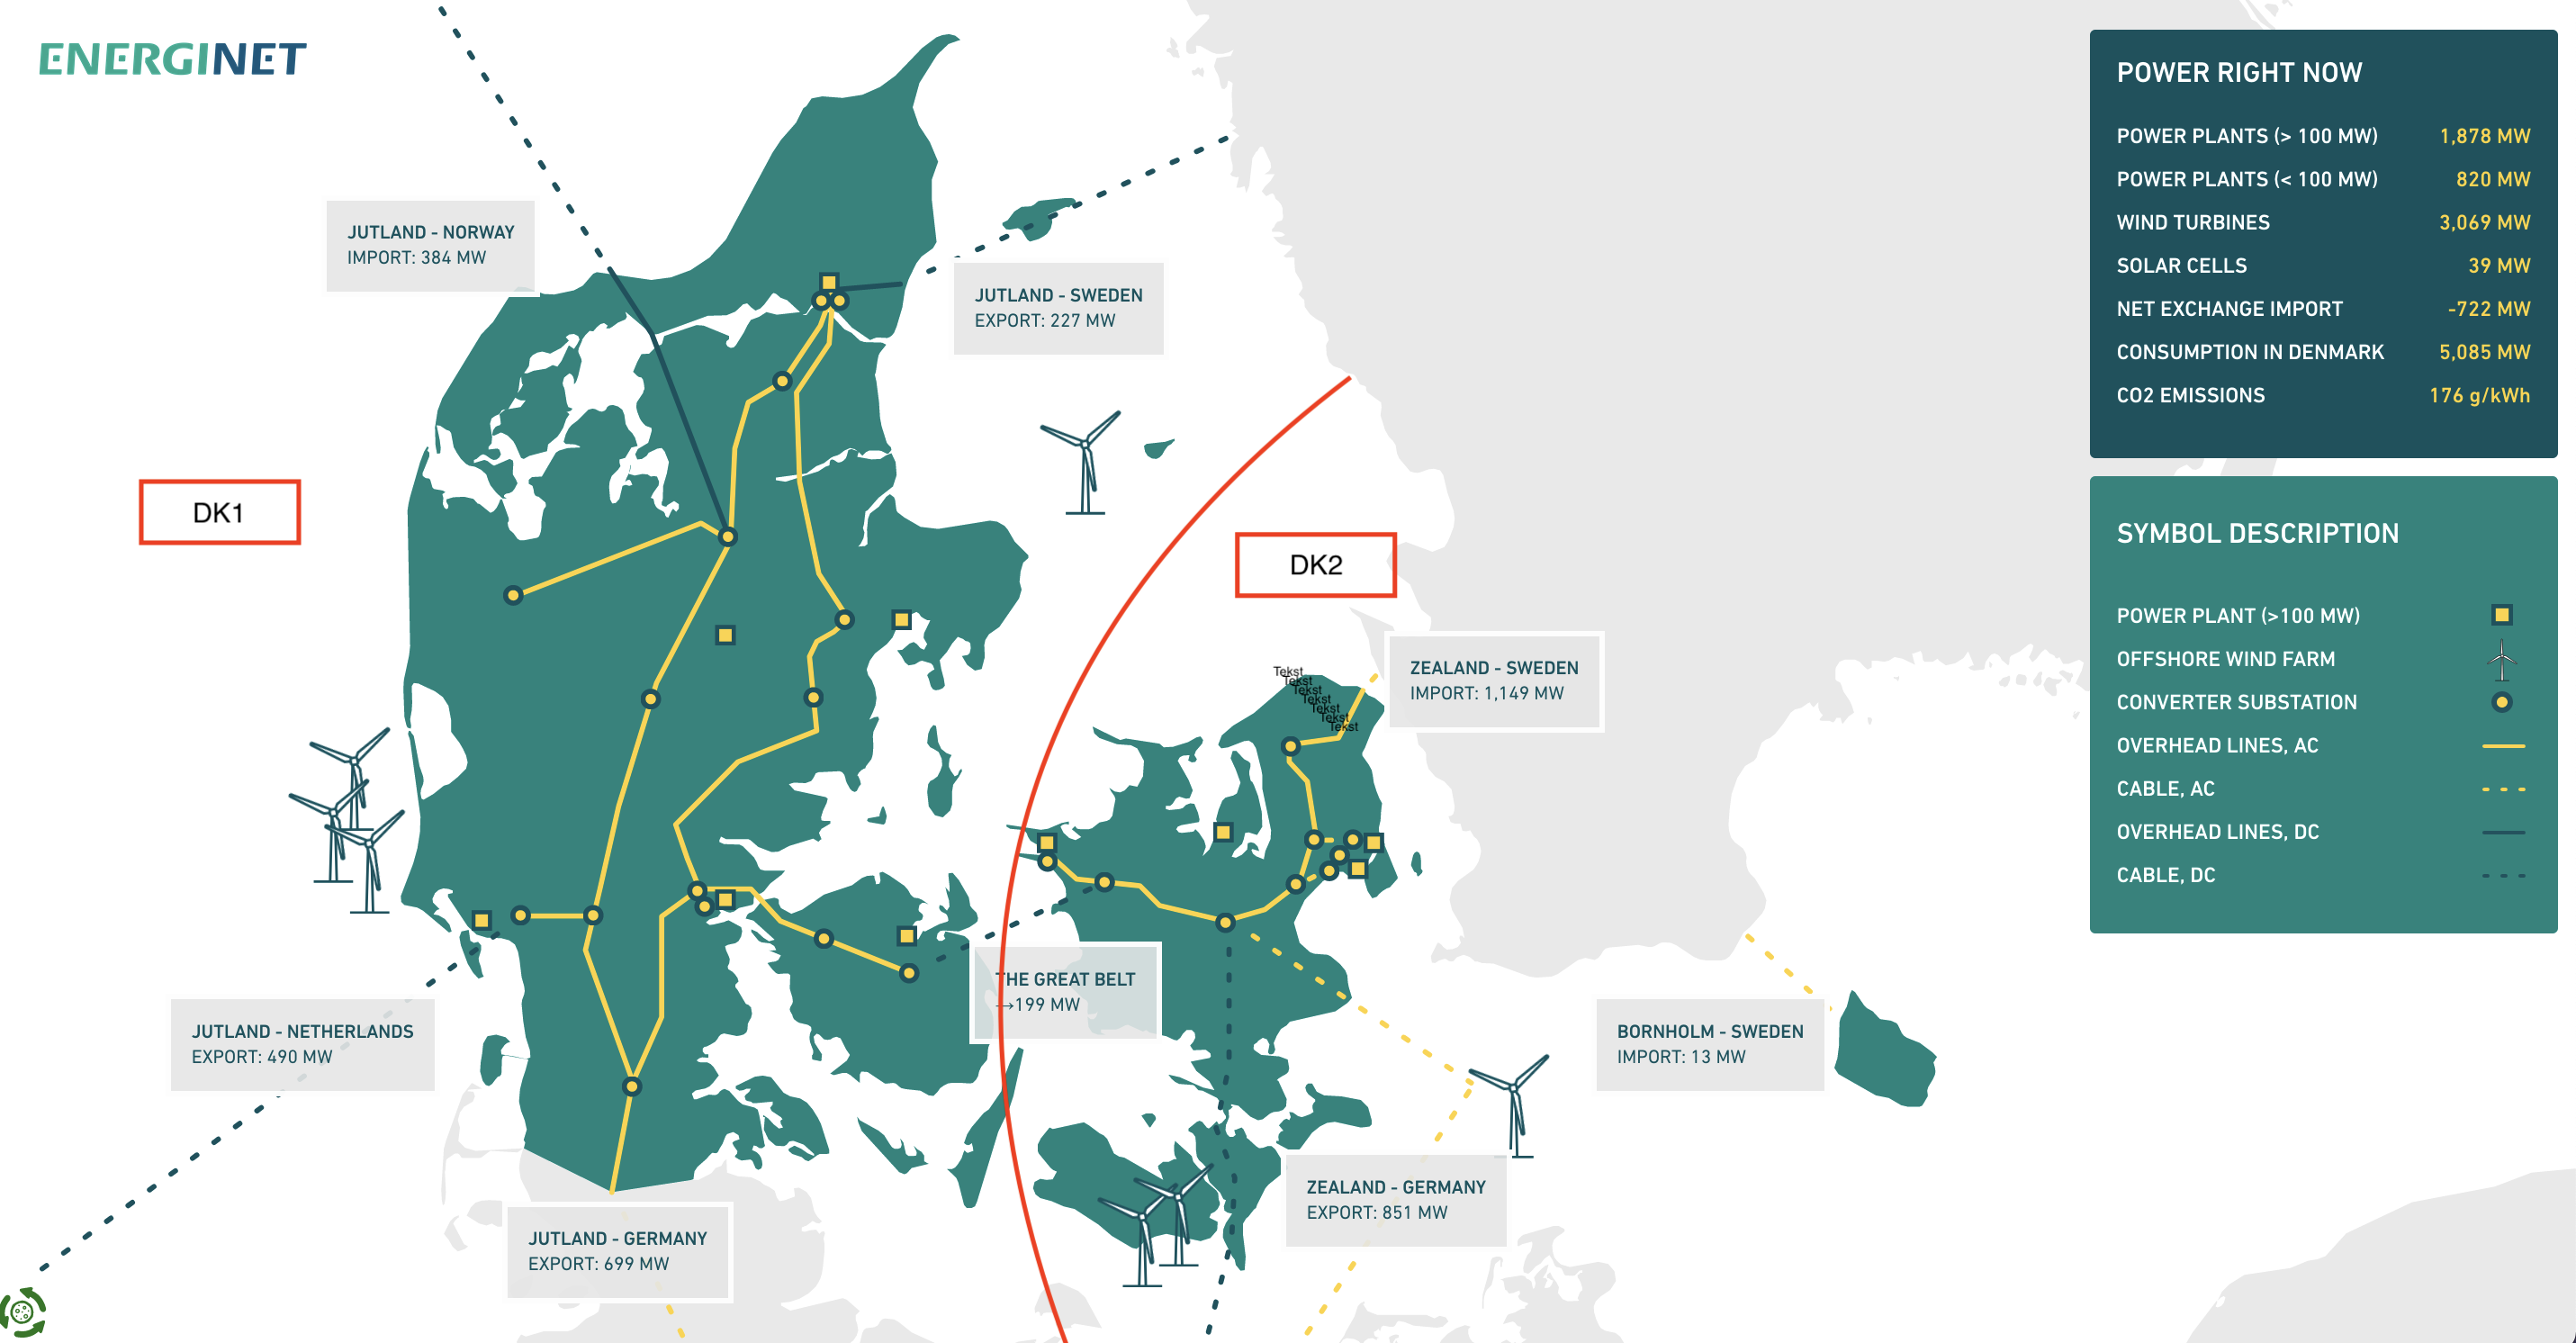 ENERGINET
JUTLAND - NORWAY
IMPORT: 384 MW
JUTLAND - SWEDEN
EXPORT: 227 MW
DK1
DK2
ZEALAND - SWEDEN
IMPORT: 1,149 MW
Tekst
Tekst
Tekst
Tekst
Tekst
Tekst
Tekst
THE GREAT BELT
→199 MW
JUTLAND - NETHERLANDS
EXPORT: 490 MW
BORNHOLM - SWEDEN
IMPORT: 13 MW
ZEALAND - GERMANY
EXPORT: 851 MW
JUTLAND - GERMANY
EXPORT: 699 MW
POWER RIGHT NOW
POWER PLANTS (> 100 MW) 1,878 MW
POWER PLANTS (< 100 MW) 820 MW
WIND TURBINES 3,069 MW
SOLAR CELLS 39 MW
NET EXCHANGE IMPORT -722 MW
CONSUMPTION IN DENMARK 5,085 MW
CO2 EMISSIONS 176 g/kWh
SYMBOL DESCRIPTION
POWER PLANT (>100 MW)
OFFSHORE WIND FARM
CONVERTER SUBSTATION
OVERHEAD LINES, AC
CABLE, AC
OVERHEAD LINES, DC
CABLE, DC